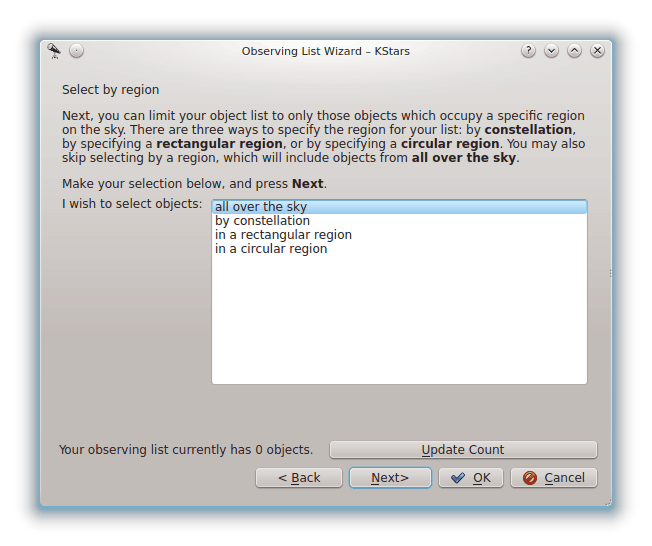 Observing List Wizard – KStars
Select by region
Next, you can limit your object list to only those objects which occupy a specific region
on the sky. There are three ways to specify the region for your list: by constellation,
by specifying a rectangular region, or by specifying a circular region. You may also
skip selecting by a region, which will include objects from all over the sky.
Make your selection below, and press Next.
I wish to select objects:
all over the sky
by constellation
in a rectangular region
in a circular region
Your observing list currently has 0 objects.
Update Count
< Back
Next>
OK
Cancel